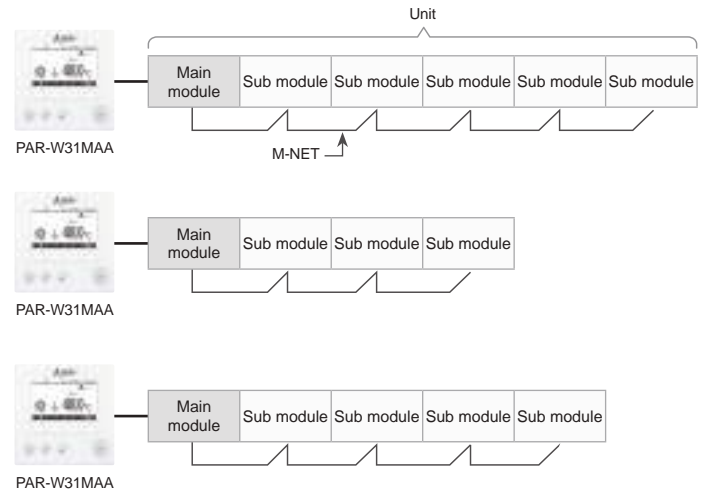 Unit
Main
module
Sub module Sub module Sub module Sub module Sub module
PAR-W31MAA
M-NET
Main
module
Sub module Sub module Sub module
PAR-W31MAA
Main
module
Sub module Sub module Sub module Sub module
PAR-W31MAA